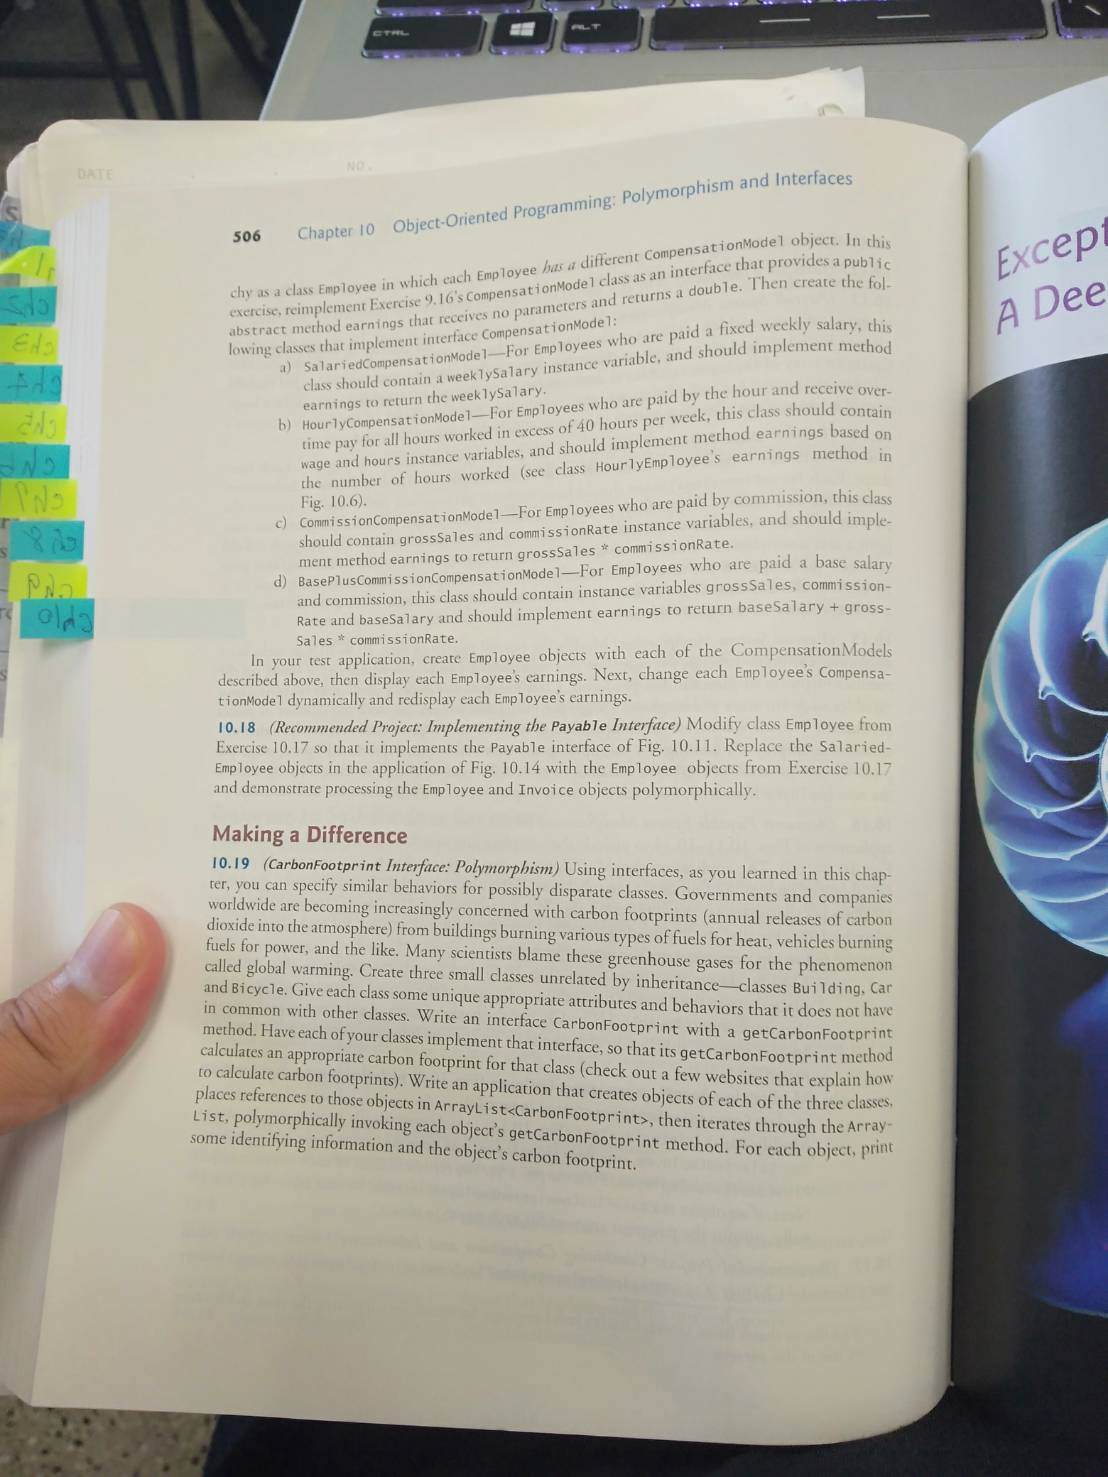 CTRL
ALT
DATE
NO.
506 Chapter 10 Object-Oriented Programming: Polymorphism and Interfaces
chy as a class Employee in which each Employee has a different CompensationModel object. In this
exercise, reimplement Exercise 9.16's CompensationModel class as an interface that provides a public
abstract method earnings that receives no parameters and returns a double. Then create the fol-
lowing classes that implement interface CompensationModel:
a) SalariedCompensationModel—For Employees who are paid a fixed weekly salary, this
class should contain a weeklySalary instance variable, and should implement method
earnings to return the weeklySalary.
b) HourlyCompensationModel—For Employees who are paid by the hour and receive over-
time pay for all hours worked in excess of 40 hours per week, this class should contain
wage and hours instance variables, and should implement method earnings based on
the number of hours worked (see class HourlyEmployee's earnings method in
Fig. 10.6).
c) CommissionCompensationModel—For Employees who are paid by commission, this class
should contain grossSales and commissionRate instance variables, and should imple-
ment method earnings to return grossSales * commissionRate.
d) BasePlusCommissionCompensationModel—For Employees who are paid a base salary
and commission, this class should contain instance variables grossSales, commission-
Rate and baseSalary and should implement earnings to return baseSalary + gross-
Sales * commissionRate.
In your test application, create Employee objects with each of the CompensationModels
described above, then display each Employee's earnings. Next, change each Employee's Compensa-
tionModel dynamically and redisplay each Employee's earnings.
10.18 (Recommended Project: Implementing the Payable Interface) Modify class Employee from
Exercise 10.17 so that it implements the Payable interface of Fig. 10.11. Replace the Salaried-
Employee objects in the application of Fig. 10.14 with the Employee objects from Exercise 10.17
and demonstrate processing the Employee and Invoice objects polymorphically.
Making a Difference
10.19 (CarbonFootprint Interface: Polymorphism) Using interfaces, as you learned in this chap-
ter, you can specify similar behaviors for possibly disparate classes. Governments and companies
worldwide are becoming increasingly concerned with carbon footprints (annual releases of carbon
dioxide into the atmosphere) from buildings burning various types of fuels for heat, vehicles burning
fuels for power, and the like. Many scientists blame these greenhouse gases for the phenomenon
called global warming. Create three small classes unrelated by inheritance—classes Building, Car
and Bicycle. Give each class some unique appropriate attributes and behaviors that it does not have
in common with other classes. Write an interface CarbonFootprint with a getCarbonFootprint
method. Have each of your classes implement that interface, so that its getCarbonFootprint method
calculates an appropriate carbon footprint for that class (check out a few websites that explain how
to calculate carbon footprints). Write an application that creates objects of each of the three classes,
places references to those objects in ArrayList<CarbonFootprint>, then iterates through the Array-
List, polymorphically invoking each object's getCarbonFootprint method. For each object, print
some identifying information and the object's carbon footprint.
Except
A Dee